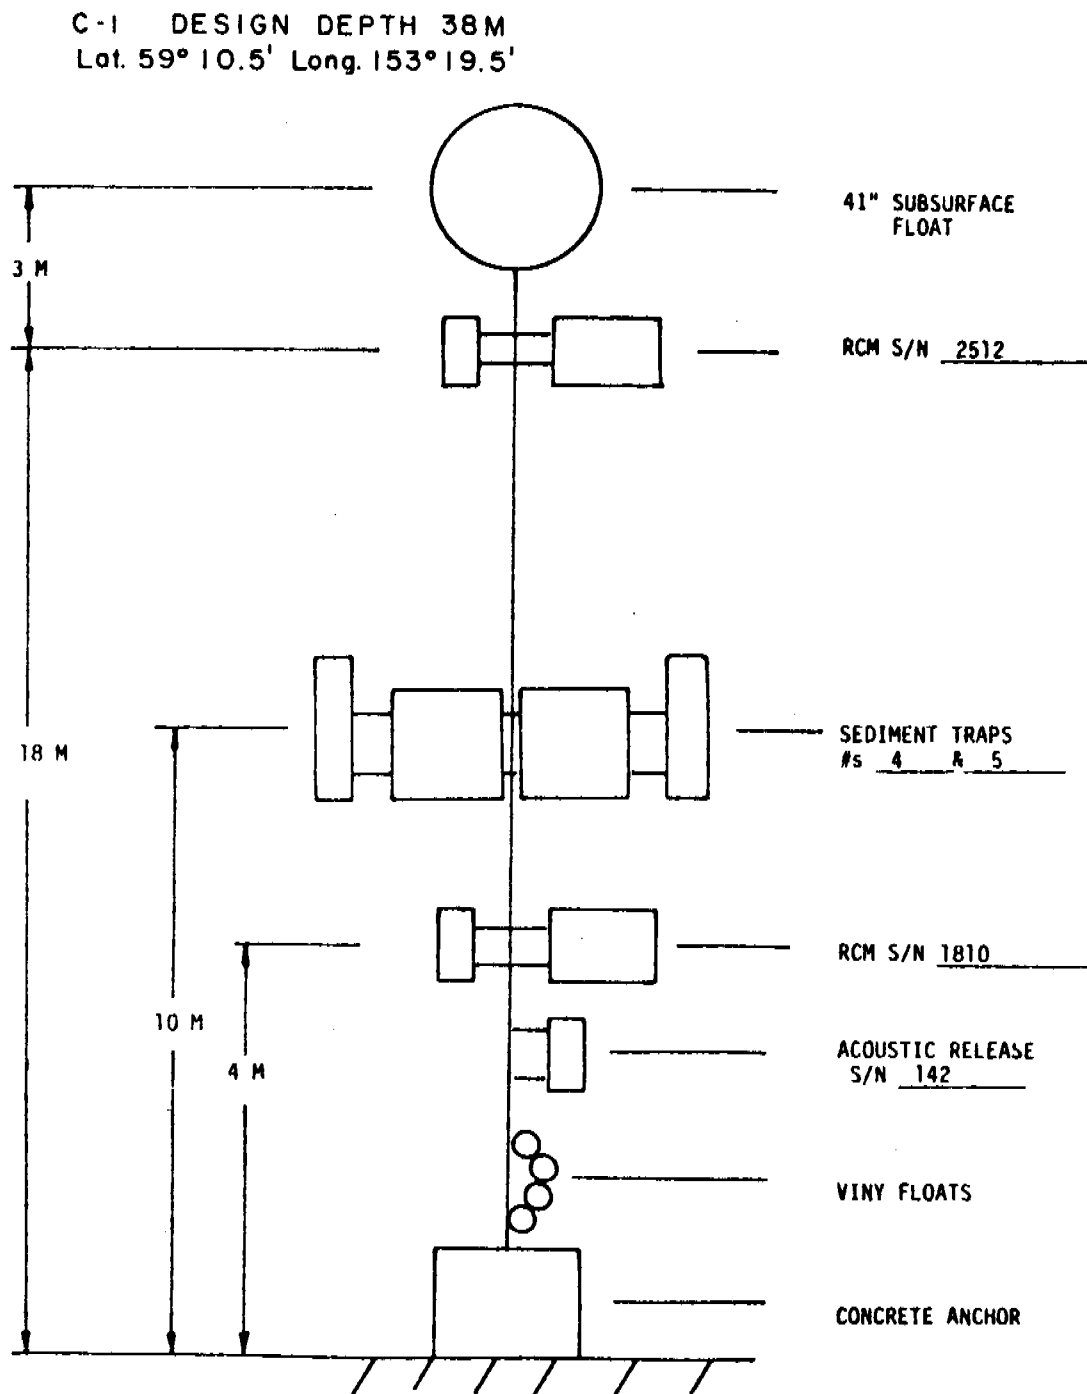 C-1 DESIGN DEPTH 38M
Lat. 59° 10.5' Long. 153° 19.5'
41" SUBSURFACE
FLOAT
3 M
RCM S/N 2512
18 M
SEDIMENT TRAPS
#s 4 & 5
RCM S/N 1810
10 M
4 M
ACOUSTIC RELEASE
S/N 142
VINY FLOATS
CONCRETE ANCHOR